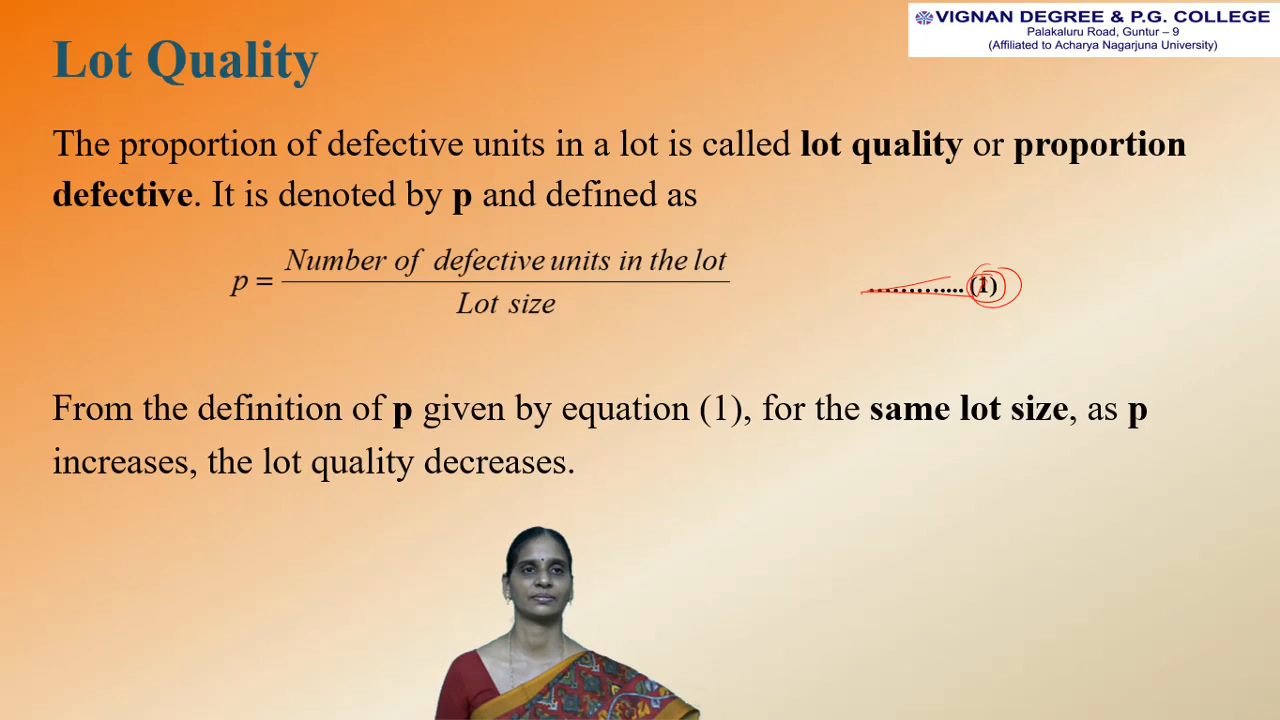 VIGNAN DEGREE & P.G. COLLEGE
Palakaluru Road, Guntur – 9
(Affiliated to Acharya Nagarjuna University)
Lot Quality
The proportion of defective units in a lot is called lot quality or proportion
defective. It is denoted by p and defined as
p = Number of defective units in the lot / Lot size ………..... (1)
From the definition of p given by equation (1), for the same lot size, as p
increases, the lot quality decreases.